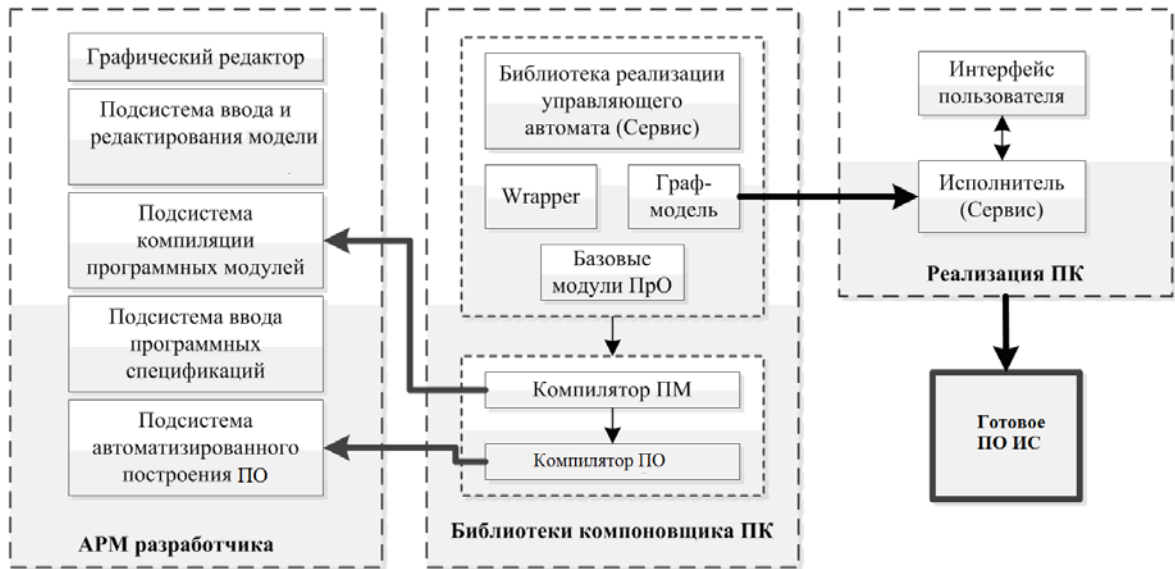 Графический редактор
Подсистема ввода и
редактирования модели
Подсистема
компиляции
программных модулей
Подсистема ввода
программных
спецификаций
Подсистема
автоматизированного
построения ПО
АРМ разработчика
Библиотека реализации
управляющего
автомата (Сервис)
Wrapper
Граф-
модель
Базовые
модули ПрО
Компилятор ПМ
Компилятор ПО
Библиотеки компоновщика ПК
Интерфейс
пользователя
Исполнитель
(Сервис)
Реализация ПК
Готовое
ПО ИС